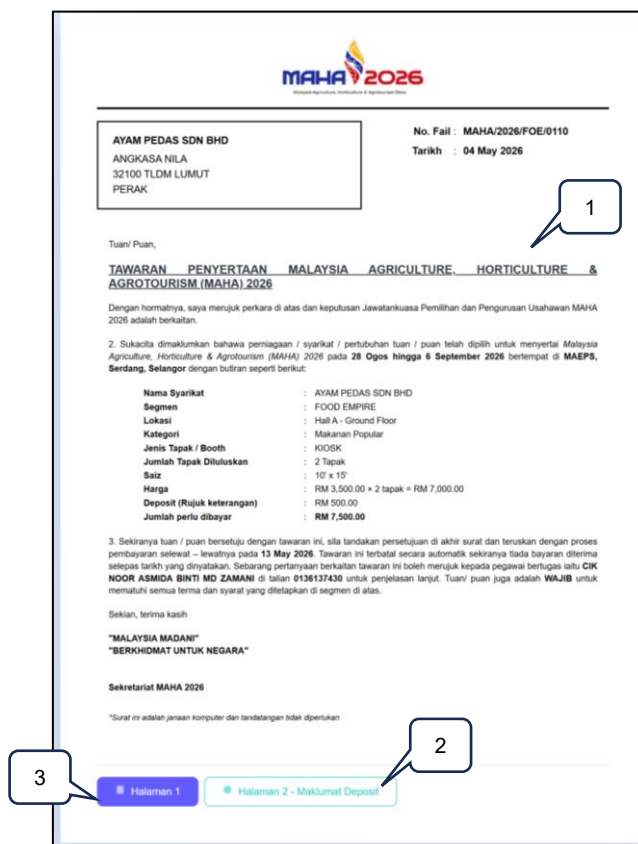 MAHA 2026
Malaysia Agriculture, Horticulture & Agrotourism Show
AYAM PEDAS SDN BHD
ANGKASA NILA
32100 TLDM LUMUT
PERAK
No. Fail : MAHA/2026/FOE/0110
Tarikh : 04 May 2026
1
Tuan/ Puan,
TAWARAN PENYERTAAN MALAYSIA AGRICULTURE, HORTICULTURE &
AGROTOURISM (MAHA) 2026
Dengan hormatnya, saya merujuk perkara di atas dan keputusan Jawatankuasa Pemilihan dan Pengurusan Usahawan MAHA
2026 adalah berkaitan.
2. Sukacita dimaklumkan bahawa perniagaan / syarikat / pertubuhan tuan / puan telah dipilih untuk menyertai Malaysia
Agriculture, Horticulture & Agrotourism (MAHA) 2026 pada 28 Ogos hingga 6 September 2026 bertempat di MAEPS,
Serdang, Selangor dengan butiran seperti berikut:
Nama Syarikat : AYAM PEDAS SDN BHD
Segmen : FOOD EMPIRE
Lokasi : Hall A - Ground Floor
Kategori : Makanan Popular
Jenis Tapak / Booth : KIOSK
Jumlah Tapak Diluluskan : 2 Tapak
Saiz : 10' x 15'
Harga : RM 3,500.00 × 2 tapak = RM 7,000.00
Deposit (Rujuk keterangan) : RM 500.00
Jumlah perlu dibayar : RM 7,500.00
3. Sekiranya tuan / puan bersetuju dengan tawaran ini, sila tandakan persetujuan di akhir surat dan teruskan dengan proses
pembayaran selewat – lewatnya pada 13 May 2026. Tawaran ini terbatal secara automatik sekiranya tiada bayaran diterima
selepas tarikh yang dinyatakan. Sebarang pertanyaan berkaitan tawaran ini boleh merujuk kepada pegawai bertugas iaitu CIK
NOOR ASMIDA BINTI MD ZAMANI di talian 0136137430 untuk penjelasan lanjut. Tuan/ puan juga adalah WAJIB untuk
mematuhi semua terma dan syarat yang ditetapkan di segmen di atas.
Sekian, terima kasih
"MALAYSIA MADANI"
"BERKHIDMAT UNTUK NEGARA"
Sekretariat MAHA 2026
*Surat ini adalah janaan komputer dan tandatangan tidak diperlukan
2
3
Halaman 1
Halaman 2 - Maklumat Deposit